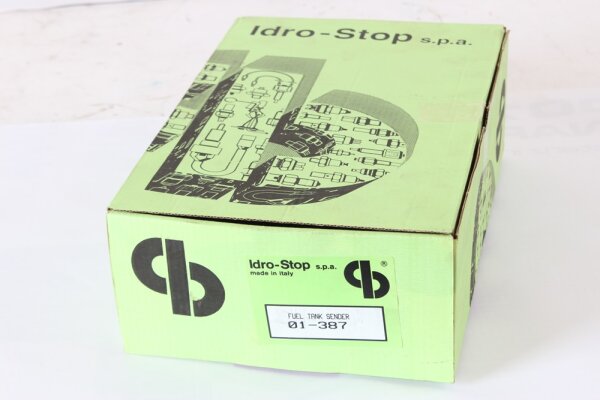 Idro-Stop s.p.a.
Idro-Stop s.p.a.
made in italy
®
FUEL TANK SENDER
01-387